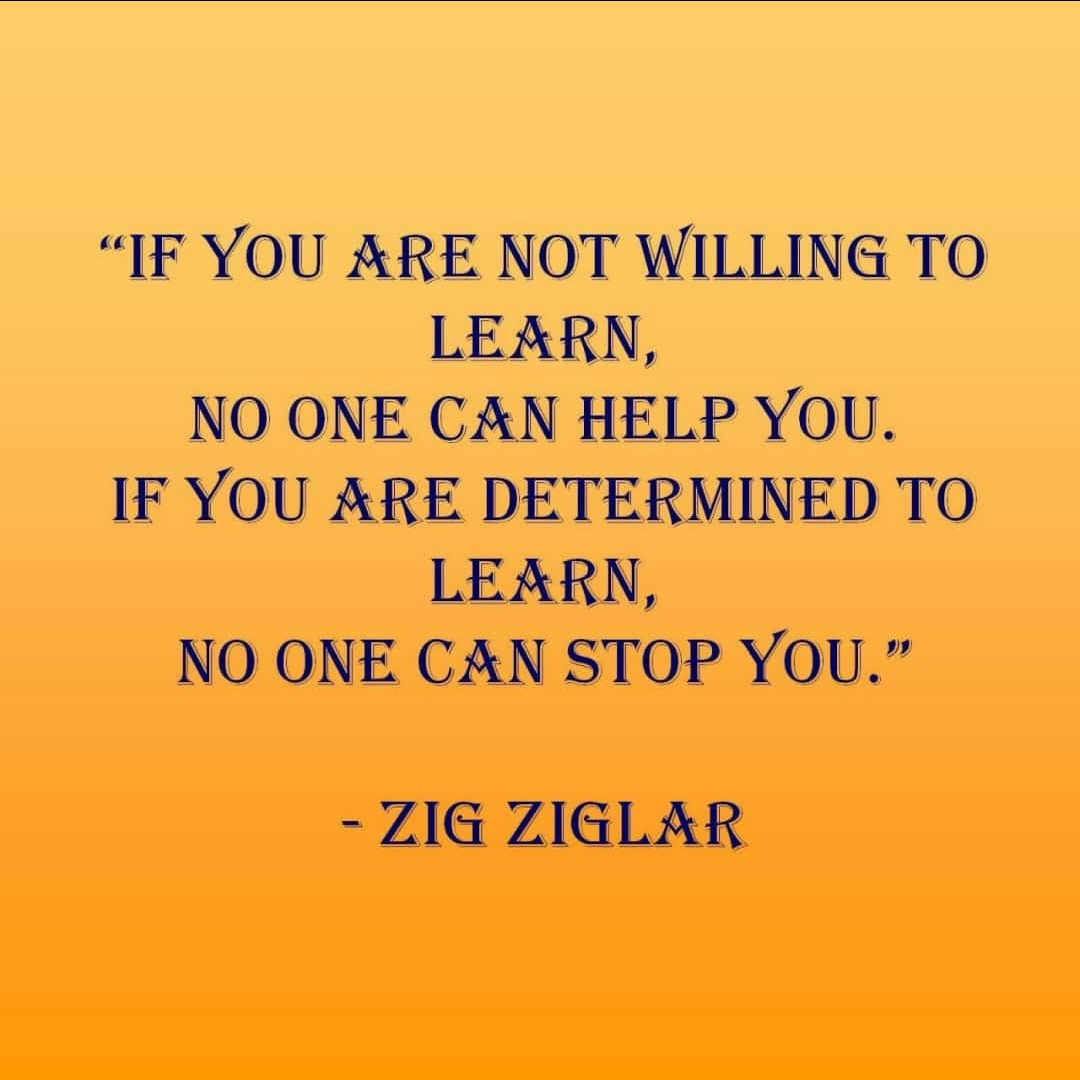 “IF YOU ARE NOT WILLING TO
LEARN,
NO ONE CAN HELP YOU.
IF YOU ARE DETERMINED TO
LEARN,
NO ONE CAN STOP YOU.”
- ZIG ZIGLAR